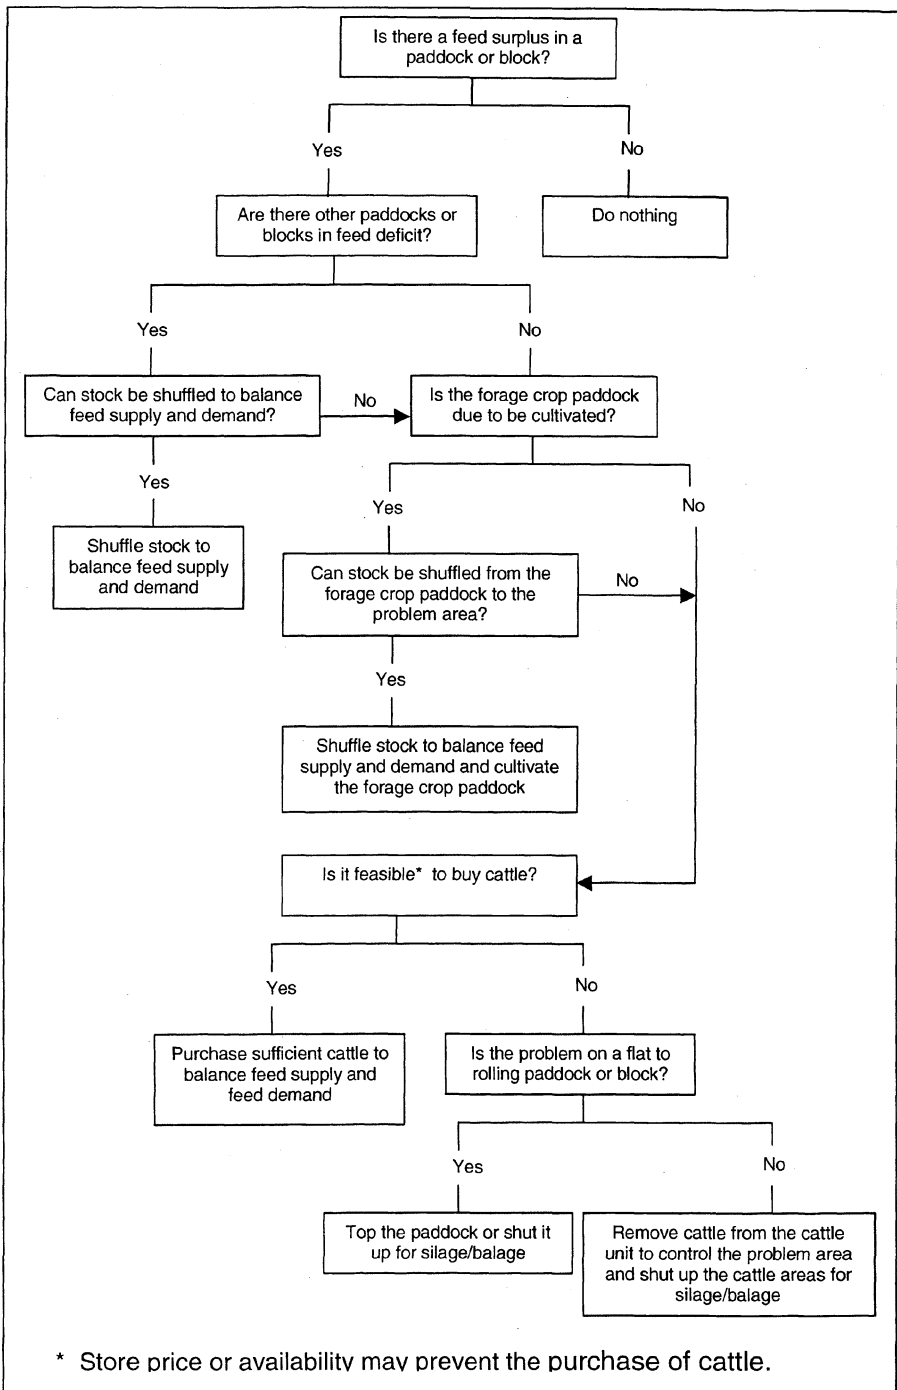 Is there a feed surplus in a
paddock or block?
Yes
No
Are there other paddocks or
blocks in feed deficit?
Do nothing
Yes
No
Can stock be shuffled to balance
feed supply and demand?
No
Is the forage crop paddock
due to be cultivated?
Yes
Yes
No
Shuffle stock to
balance feed supply
and demand
Can stock be shuffled from the
forage crop paddock to the
problem area?
No
Yes
Shuffle stock to balance feed
supply and demand and cultivate
the forage crop paddock
Is it feasible* to buy cattle?
Yes
No
Purchase sufficient cattle to
balance feed supply and
feed demand
Is the problem on a flat to
rolling paddock or block?
Yes
No
Top the paddock or shut it
up for silage/balage
Remove cattle from the cattle
unit to control the problem area
and shut up the cattle areas for
silage/balage
* Store price or availability may prevent the purchase of cattle.